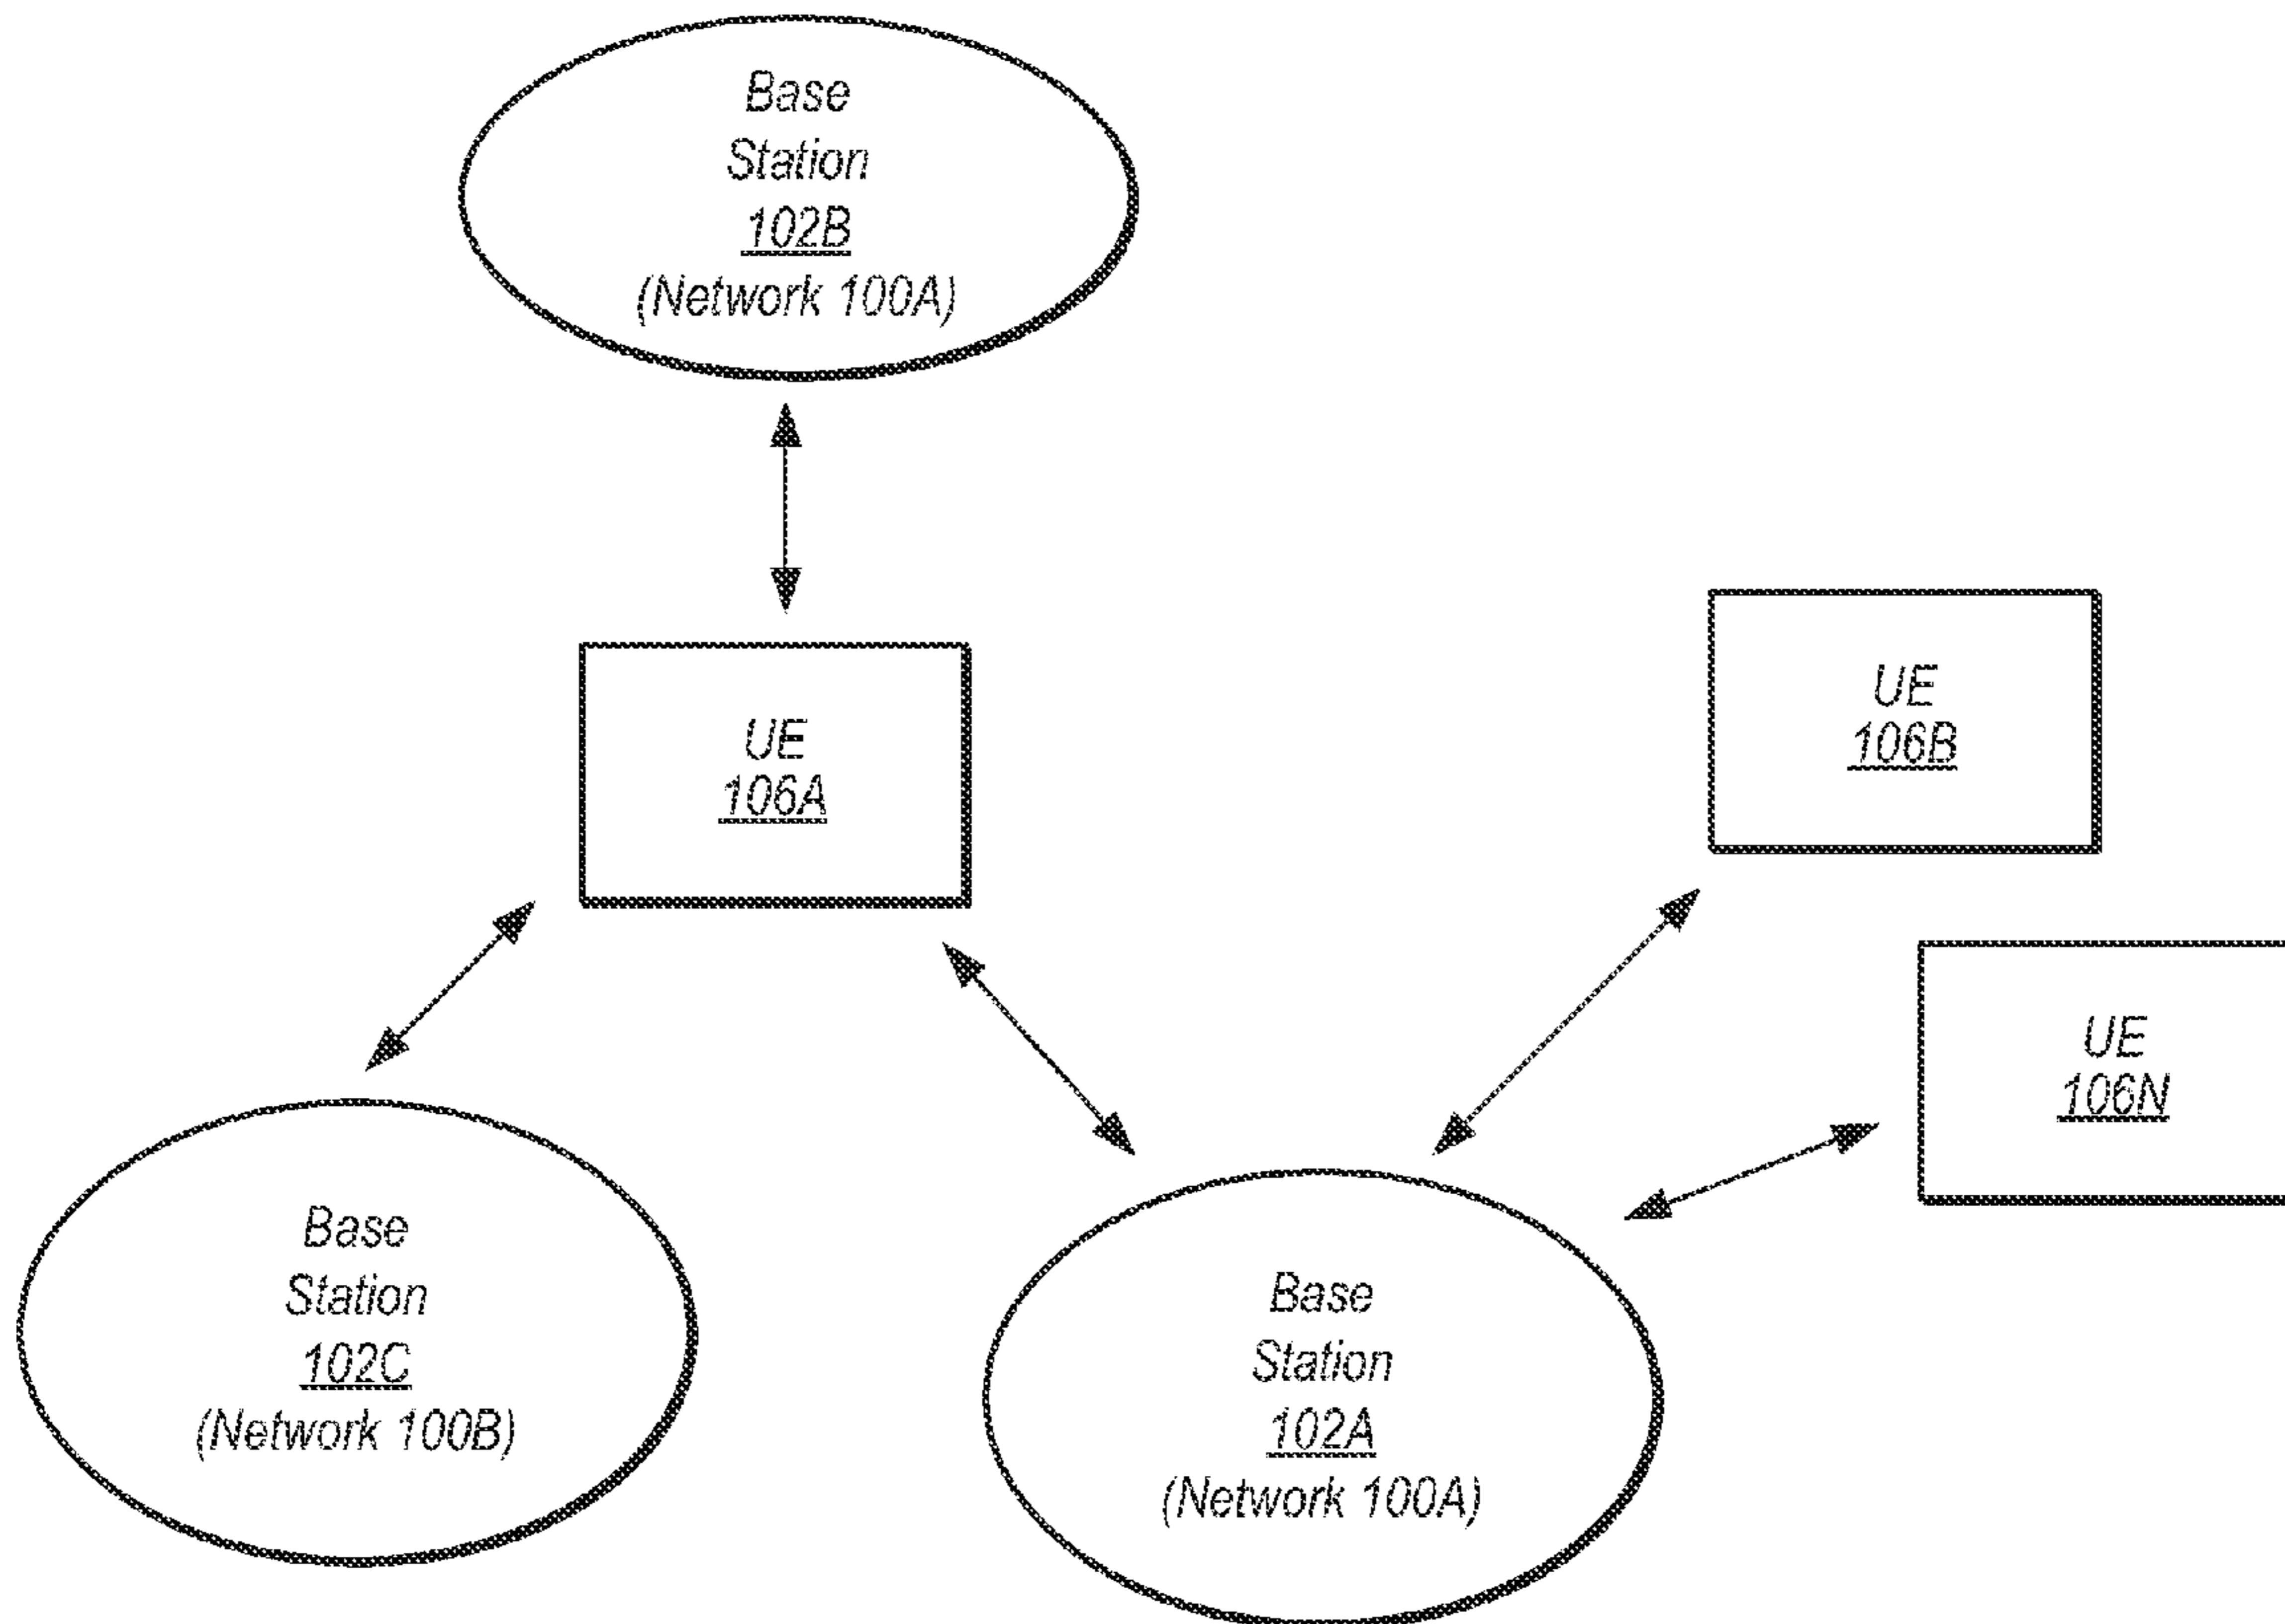 Base
Station
102B
(Network 100A)
UE
106A
UE
106B
UE
106N
Base
Station
102C
(Network 100B)
Base
Station
102A
(Network 100A)